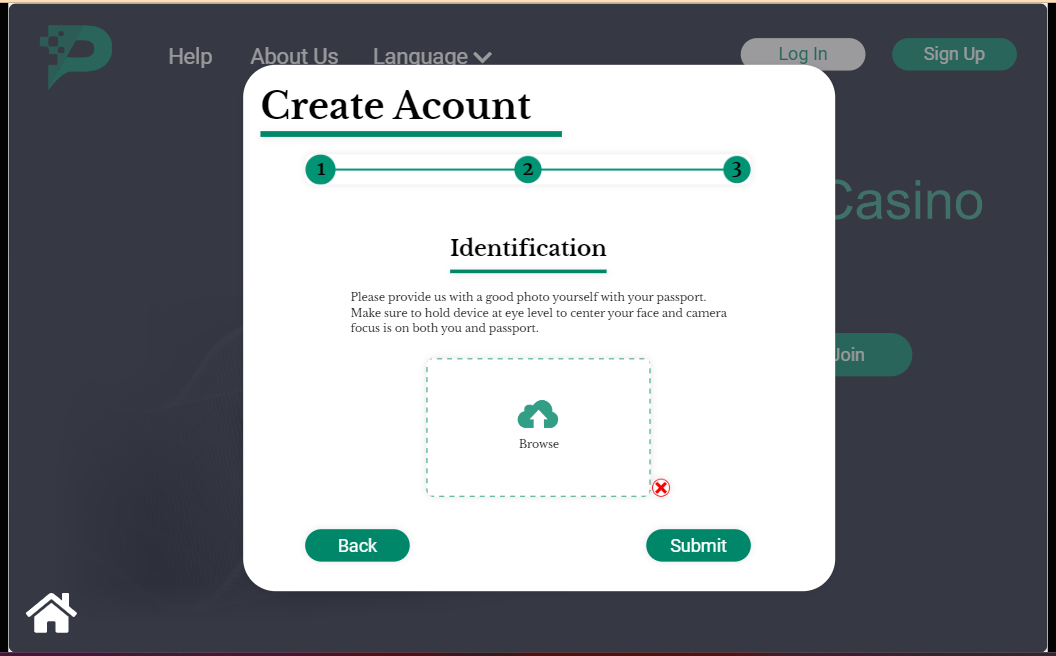 Help
About Us
Language
Log In
Sign Up
Create Acount
1
2
3
Casino
Identification
Please provide us with a good photo yourself with your passport.
Make sure to hold device at eye level to center your face and camera
focus is on both you and passport.
Join
Browse
Back
Submit